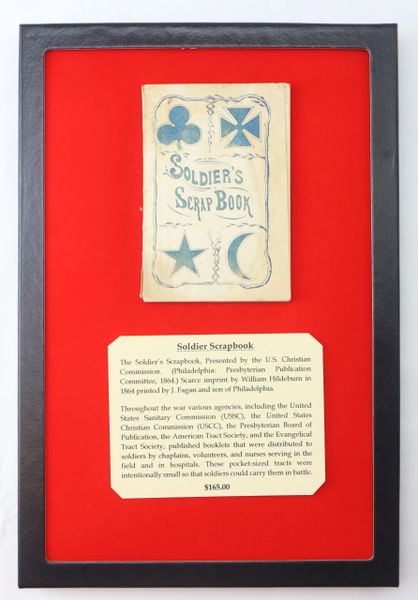 SOLDIER'S
SCRAP BOOK
Soldier Scrapbook
The Soldier's Scrapbook, Presented by the U.S. Christian
Commission. (Philadelphia: Presbyterian Publication
Committee, 1864.) Scarce imprint by William Hildeburn in
1864 printed by J. Fagan and son of Philadelphia.
Throughout the war various agencies, including the United
States Sanitary Commission (USSC), the United States
Christian Commission (USCC), the Presbyterian Board of
Publication, the American Tract Society, and the Evangelical
Tract Society, published booklets that were distributed to
soldiers by chaplains, volunteers, and nurses serving in the
field and in hospitals. These pocket-sized tracts were
intentionally small so that soldiers could carry them in battle.
$165.00